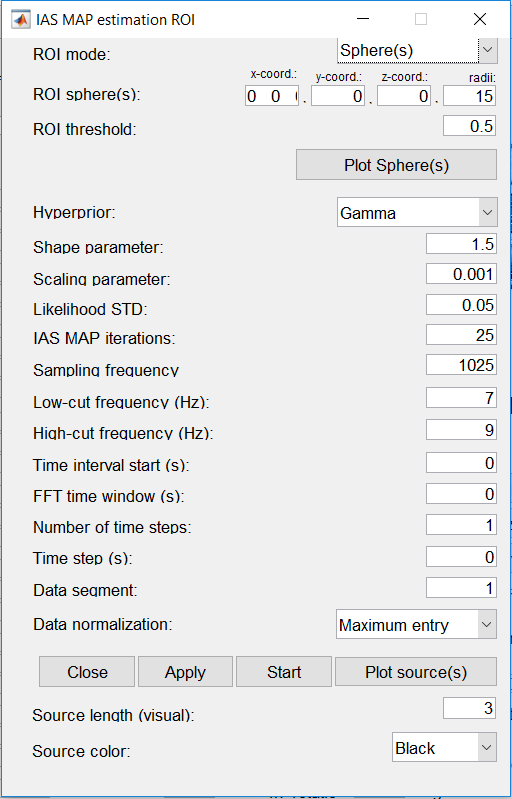 IAS MAP estimation ROI
ROI mode: Sphere(s)
x-coord.: y-coord.: z-coord.: radii:
ROI sphere(s): 0 0 , 0 , 0 , 15
ROI threshold: 0.5
Plot Sphere(s)
Hyperprior: Gamma
Shape parameter: 1.5
Scaling parameter: 0.001
Likelihood STD: 0.05
IAS MAP iterations: 25
Sampling frequency 1025
Low-cut frequency (Hz): 7
High-cut frequency (Hz): 9
Time interval start (s): 0
FFT time window (s): 0
Number of time steps: 1
Time step (s): 0
Data segment: 1
Data normalization: Maximum entry
Close Apply Start Plot source(s)
Source length (visual): 3
Source color: Black